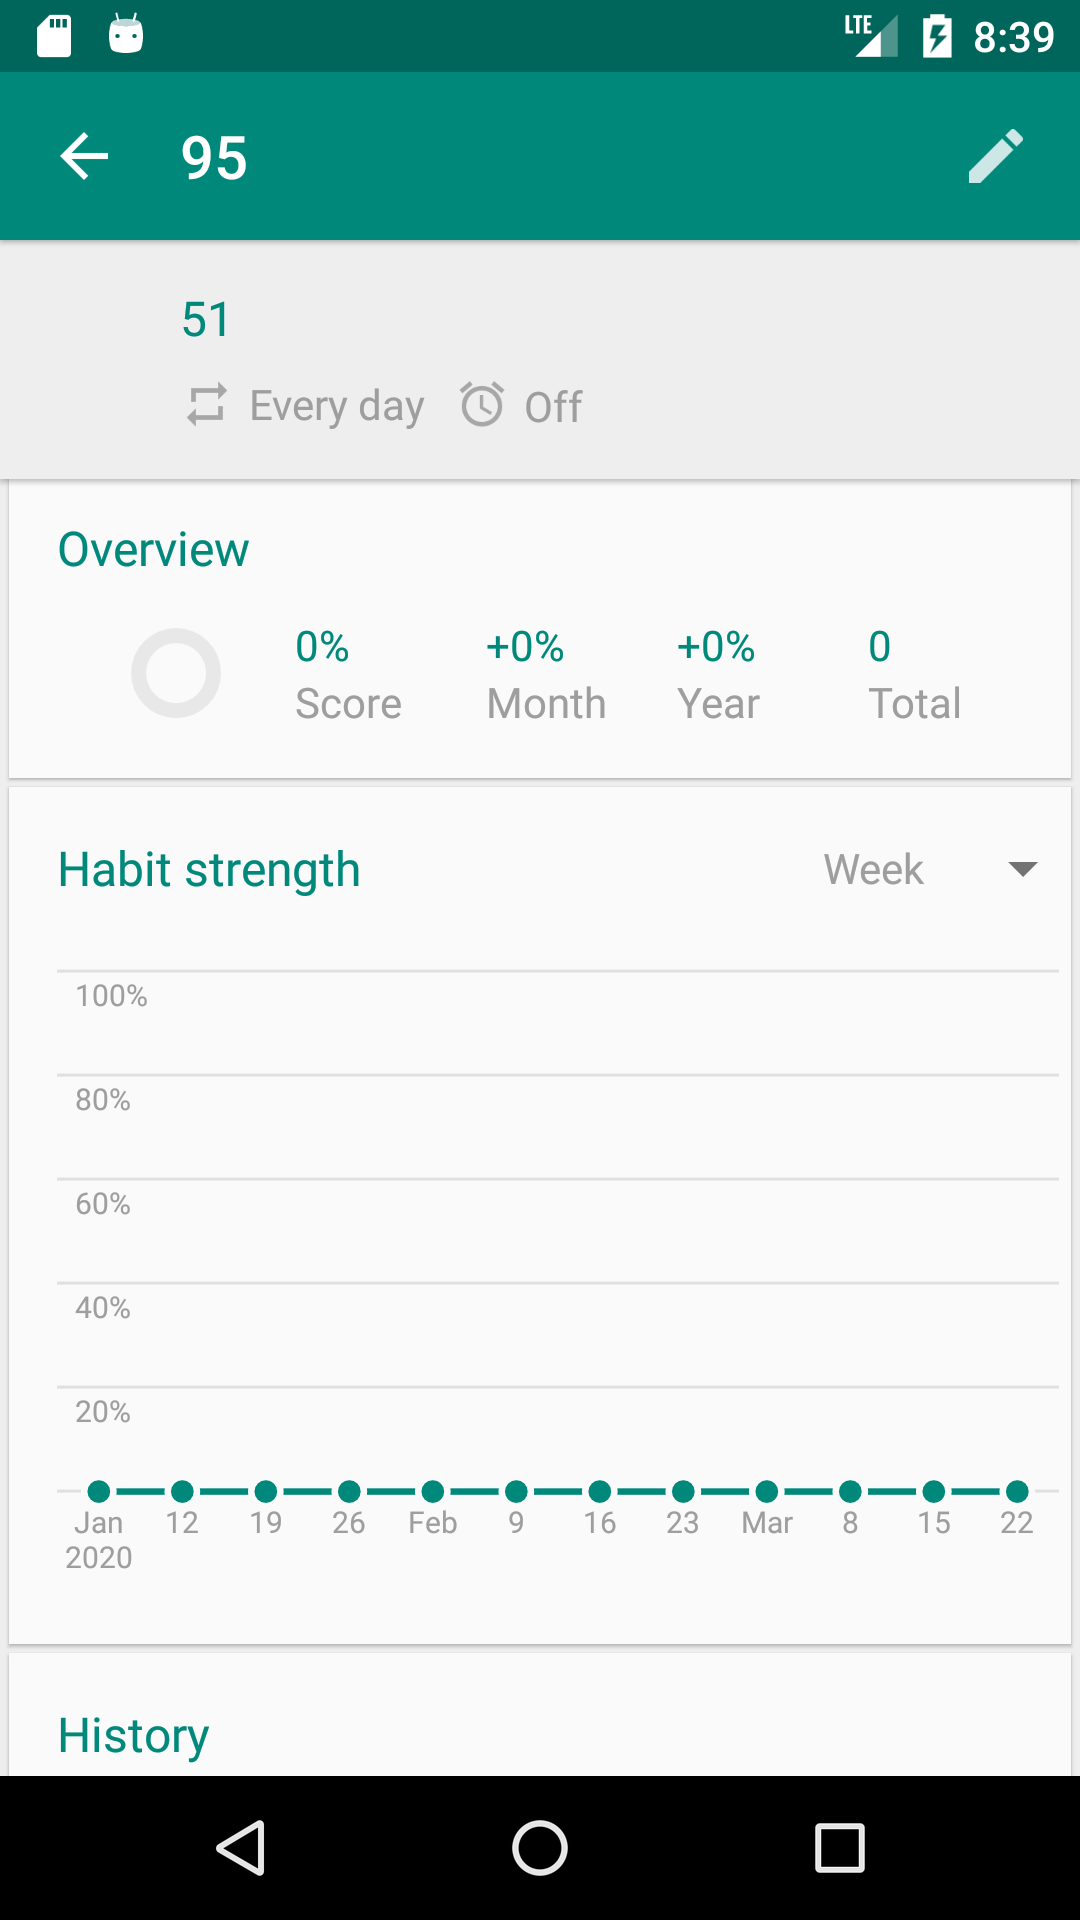 LTE 8:39
95
51
Every day Off
Overview
0% +0% +0% 0
Score Month Year Total
Habit strength Week
100%
80%
60%
40%
20%
Jan 12 19 26 Feb 9 16 23 Mar 8 15 22
2020
History